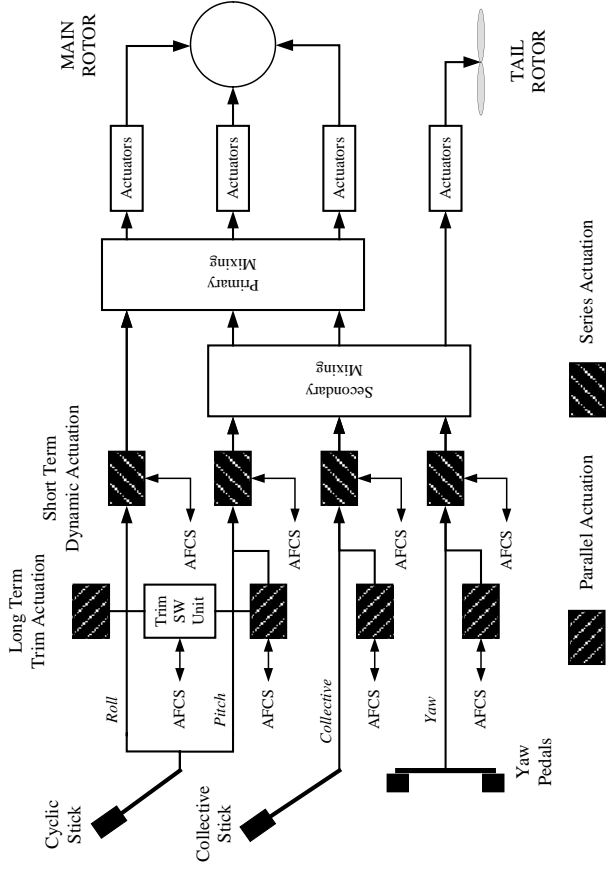 Cyclic
Stick
Collective
Stick
Yaw
Pedals
Roll
Pitch
Collective
Yaw
AFCS
AFCS
AFCS
AFCS
Long Term
Trim Actuation
Trim
SW
Unit
AFCS
AFCS
AFCS
AFCS
Short Term
Dynamic Actuation
Secondary
Mixing
Primary
Mixing
Actuators
Actuators
Actuators
Actuators
MAIN
ROTOR
TAIL
ROTOR
Parallel Actuation
Series Actuation